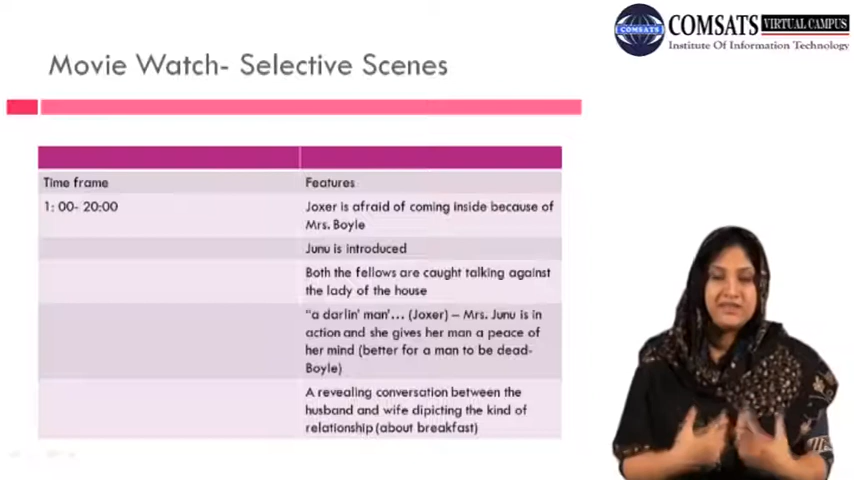 COMSATS VIRTUAL CAMPUS
Institute Of Information Technology
COMSATS
Movie Watch- Selective Scenes
Time frame
Features
1: 00- 20:00
Joxer is afraid of coming inside because of
Mrs. Boyle
Junu is introduced
Both the fellows are caught talking against
the lady of the house
"a darlin' man'... (Joxer) – Mrs. Junu is in
action and she gives her man a peace of
her mind (better for a man to be dead-
Boyle)
A revealing conversation between the
husband and wife dipicting the kind of
relationship (about breakfast)